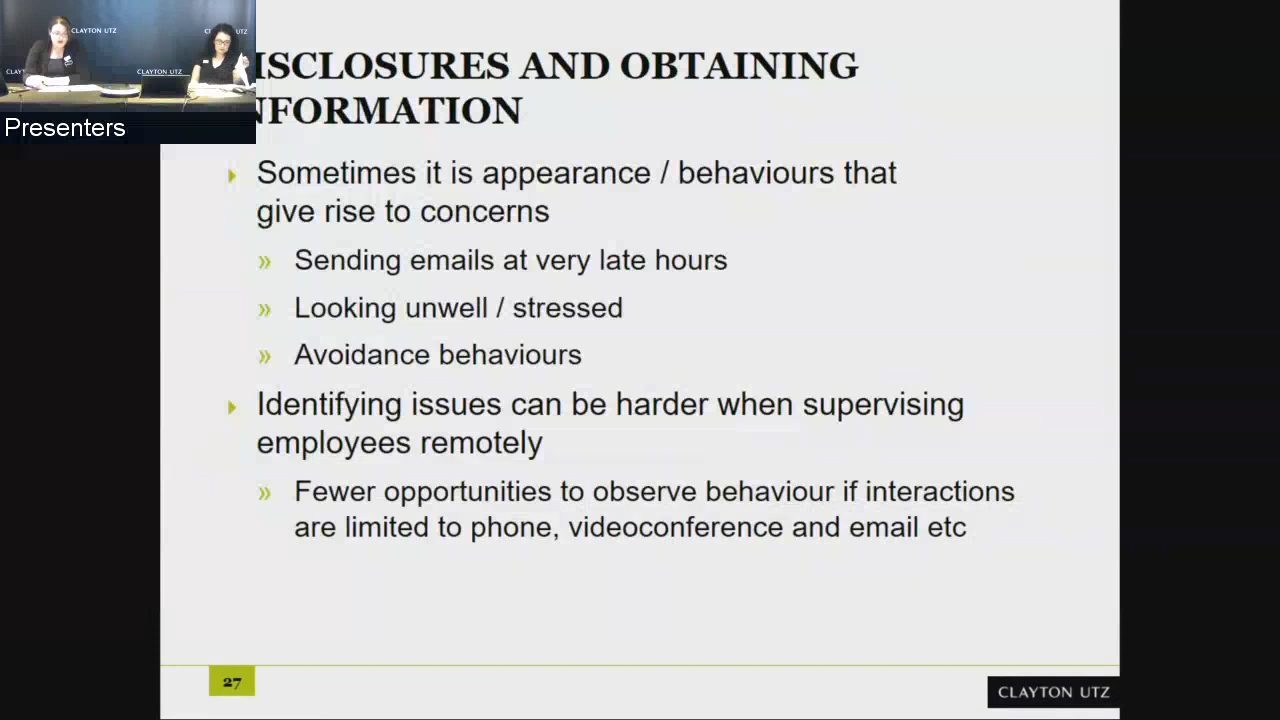 CLAYTON UTZ
CLAYTON UTZ
Presenters
ISCLOSURES AND OBTAINING
NFORMATION
Sometimes it is appearance / behaviours that
give rise to concerns
» Sending emails at very late hours
» Looking unwell / stressed
» Avoidance behaviours
Identifying issues can be harder when supervising
employees remotely
» Fewer opportunities to observe behaviour if interactions
are limited to phone, videoconference and email etc
27
CLAYTON UTZ